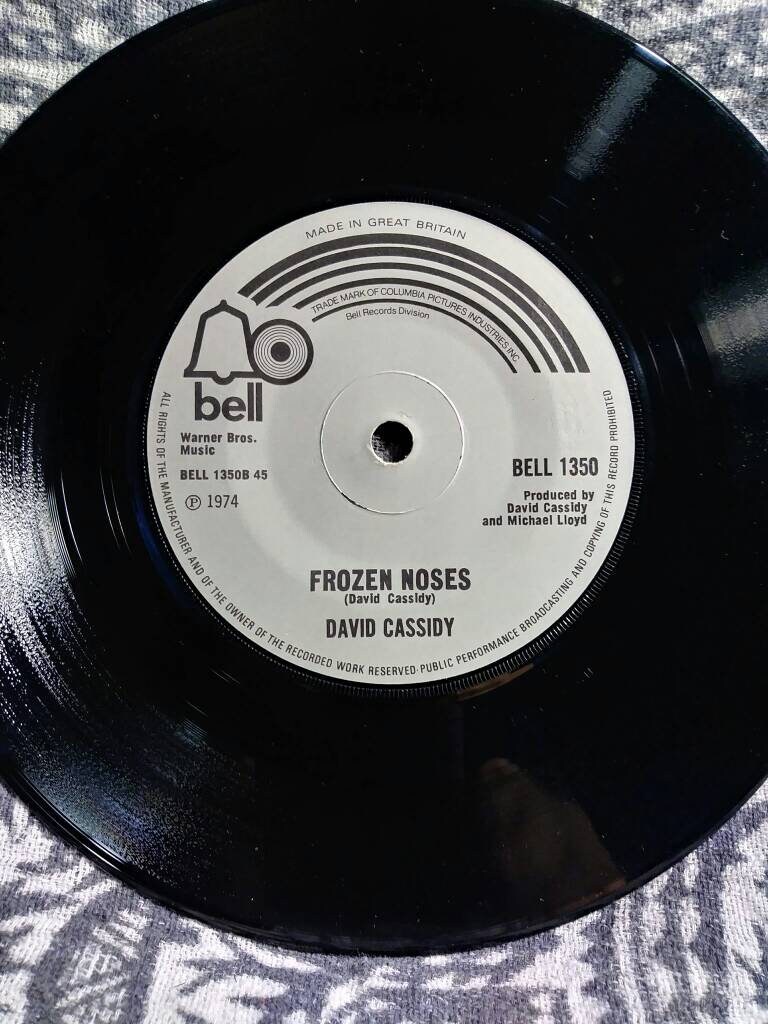 MADE IN GREAT BRITAIN
TRADE MARK OF COLUMBIA PICTURES INDUSTRIES INC
Bell Records Division
bell
Warner Bros.
Music
BELL 1350B 45
Ⓟ 1974
BELL 1350
Produced by
David Cassidy
and Michael Lloyd
FROZEN NOSES
(David Cassidy)
DAVID CASSIDY
ALL RIGHTS OF THE MANUFACTURER AND OF THE OWNER OF THE RECORDED WORK RESERVED·PUBLIC PERFORMANCE BROADCASTING AND COPYING OF THIS RECORD PROHIBITED